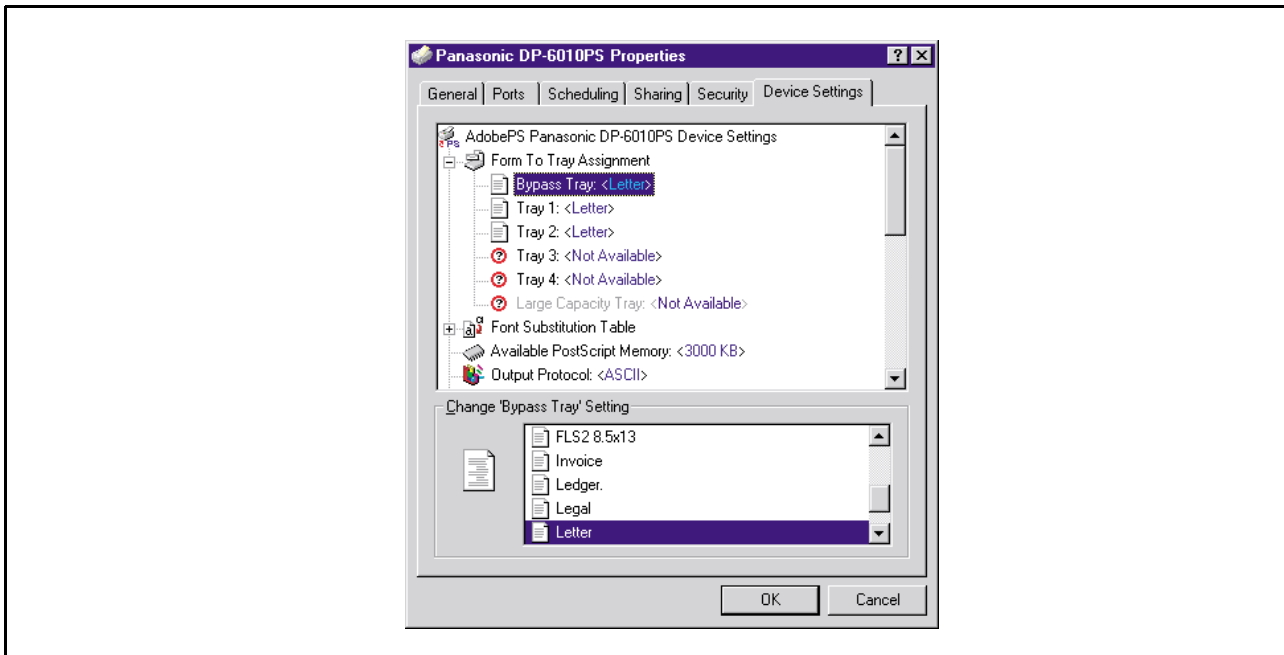 Panasonic DP-6010PS Properties
General Ports Scheduling Sharing Security Device Settings
AdobePS Panasonic DP-6010PS Device Settings
Form To Tray Assignment
Bypass Tray: <Letter>
Tray 1: <Letter>
Tray 2: <Letter>
Tray 3: <Not Available>
Tray 4: <Not Available>
Large Capacity Tray: <Not Available>
Font Substitution Table
Available PostScript Memory: <3000 KB>
Output Protocol: <ASCII>
Change 'Bypass Tray' Setting
FLS2 8.5x13
Invoice
Ledger.
Legal
Letter
OK Cancel